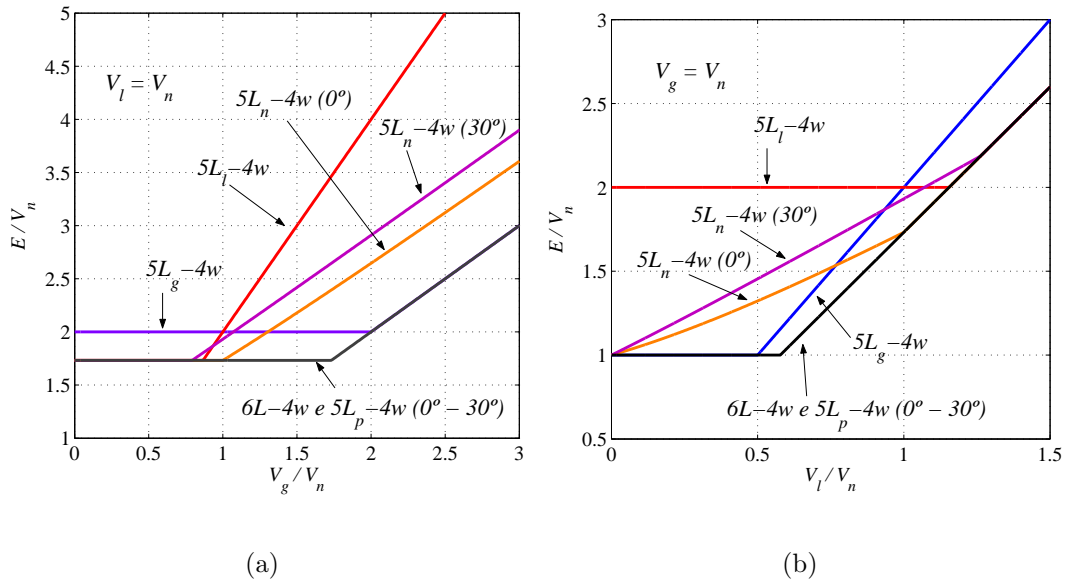 5
4.5
4
3.5
3
2.5
2
1.5
1
E / V_n
V_l = V_n
5L_n−4w (0º)
5L_n−4w (30º)
5L_l−4w
5L_g−4w
6L−4w e 5L_p−4w (0º − 30º)
0 0.5 1 1.5 2 2.5 3
V_g / V_n
(a)
3
2.5
2
1.5
1
0.5
E / V_n
V_g = V_n
5L_l−4w
5L_n−4w (30º)
5L_n−4w (0º)
5L_g−4w
6L−4w e 5L_p−4w (0º − 30º)
0 0.5 1 1.5
V_l / V_n
(b)